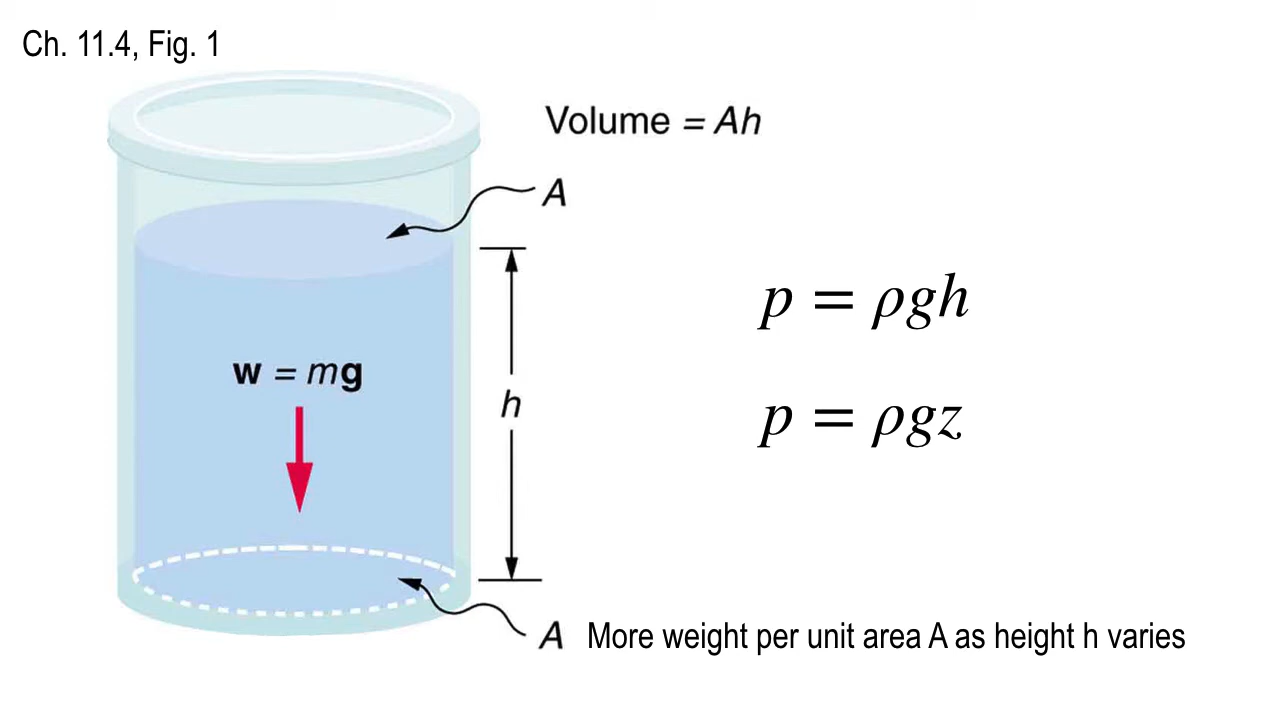 Ch. 11.4, Fig. 1
Volume = Ah
A
w = mg
h
p = ρgh
p = ρgz
A More weight per unit area A as height h varies